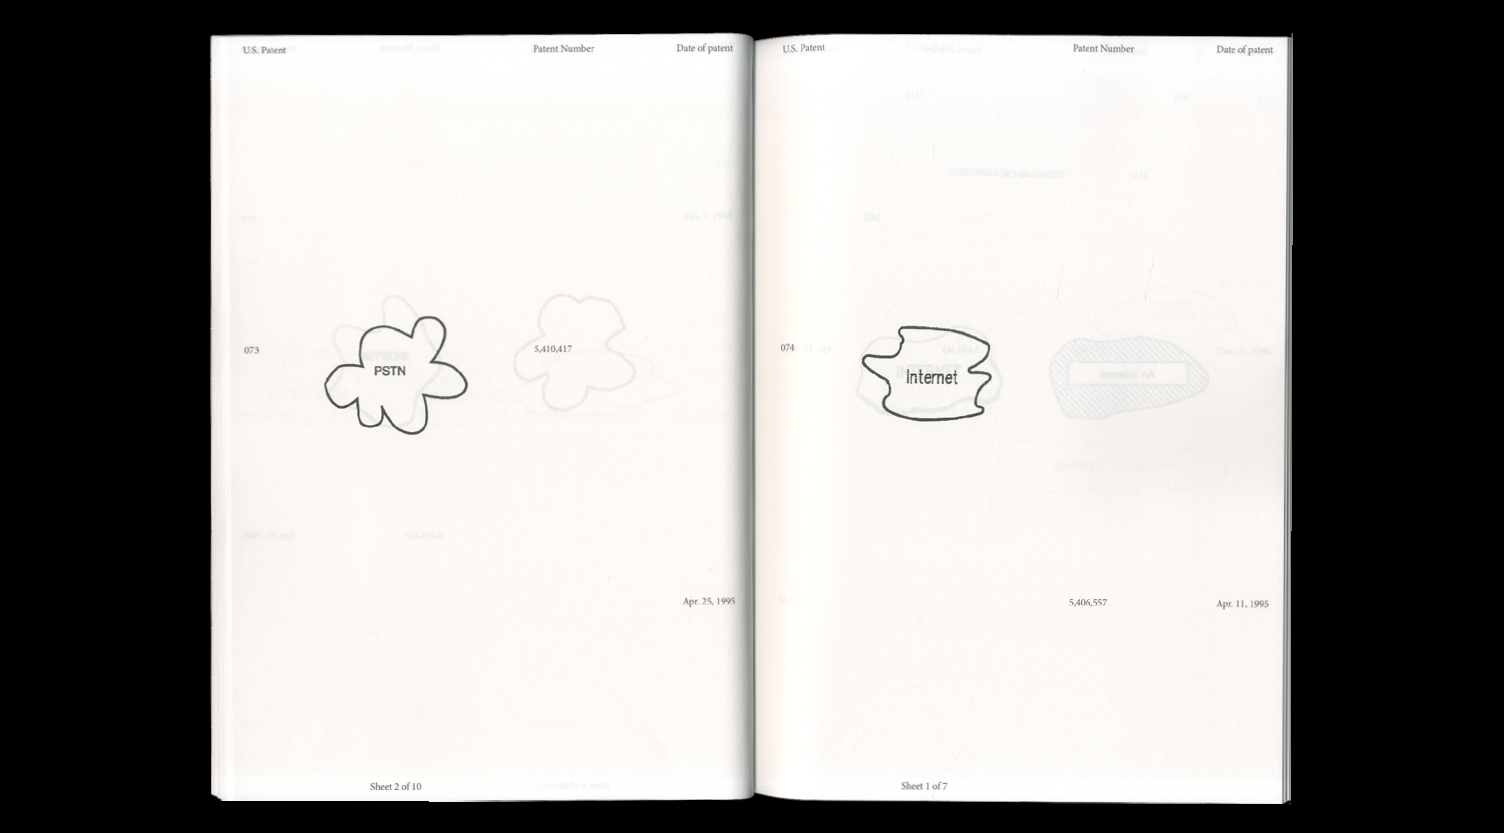 U.S. Patent
Patent Number
Date of patent
073
PSTN
5,410,417
Apr. 25, 1995
Sheet 2 of 10
U.S. Patent
Patent Number
Date of patent
074
Internet
5,406,557
Apr. 11, 1995
Sheet 1 of 7